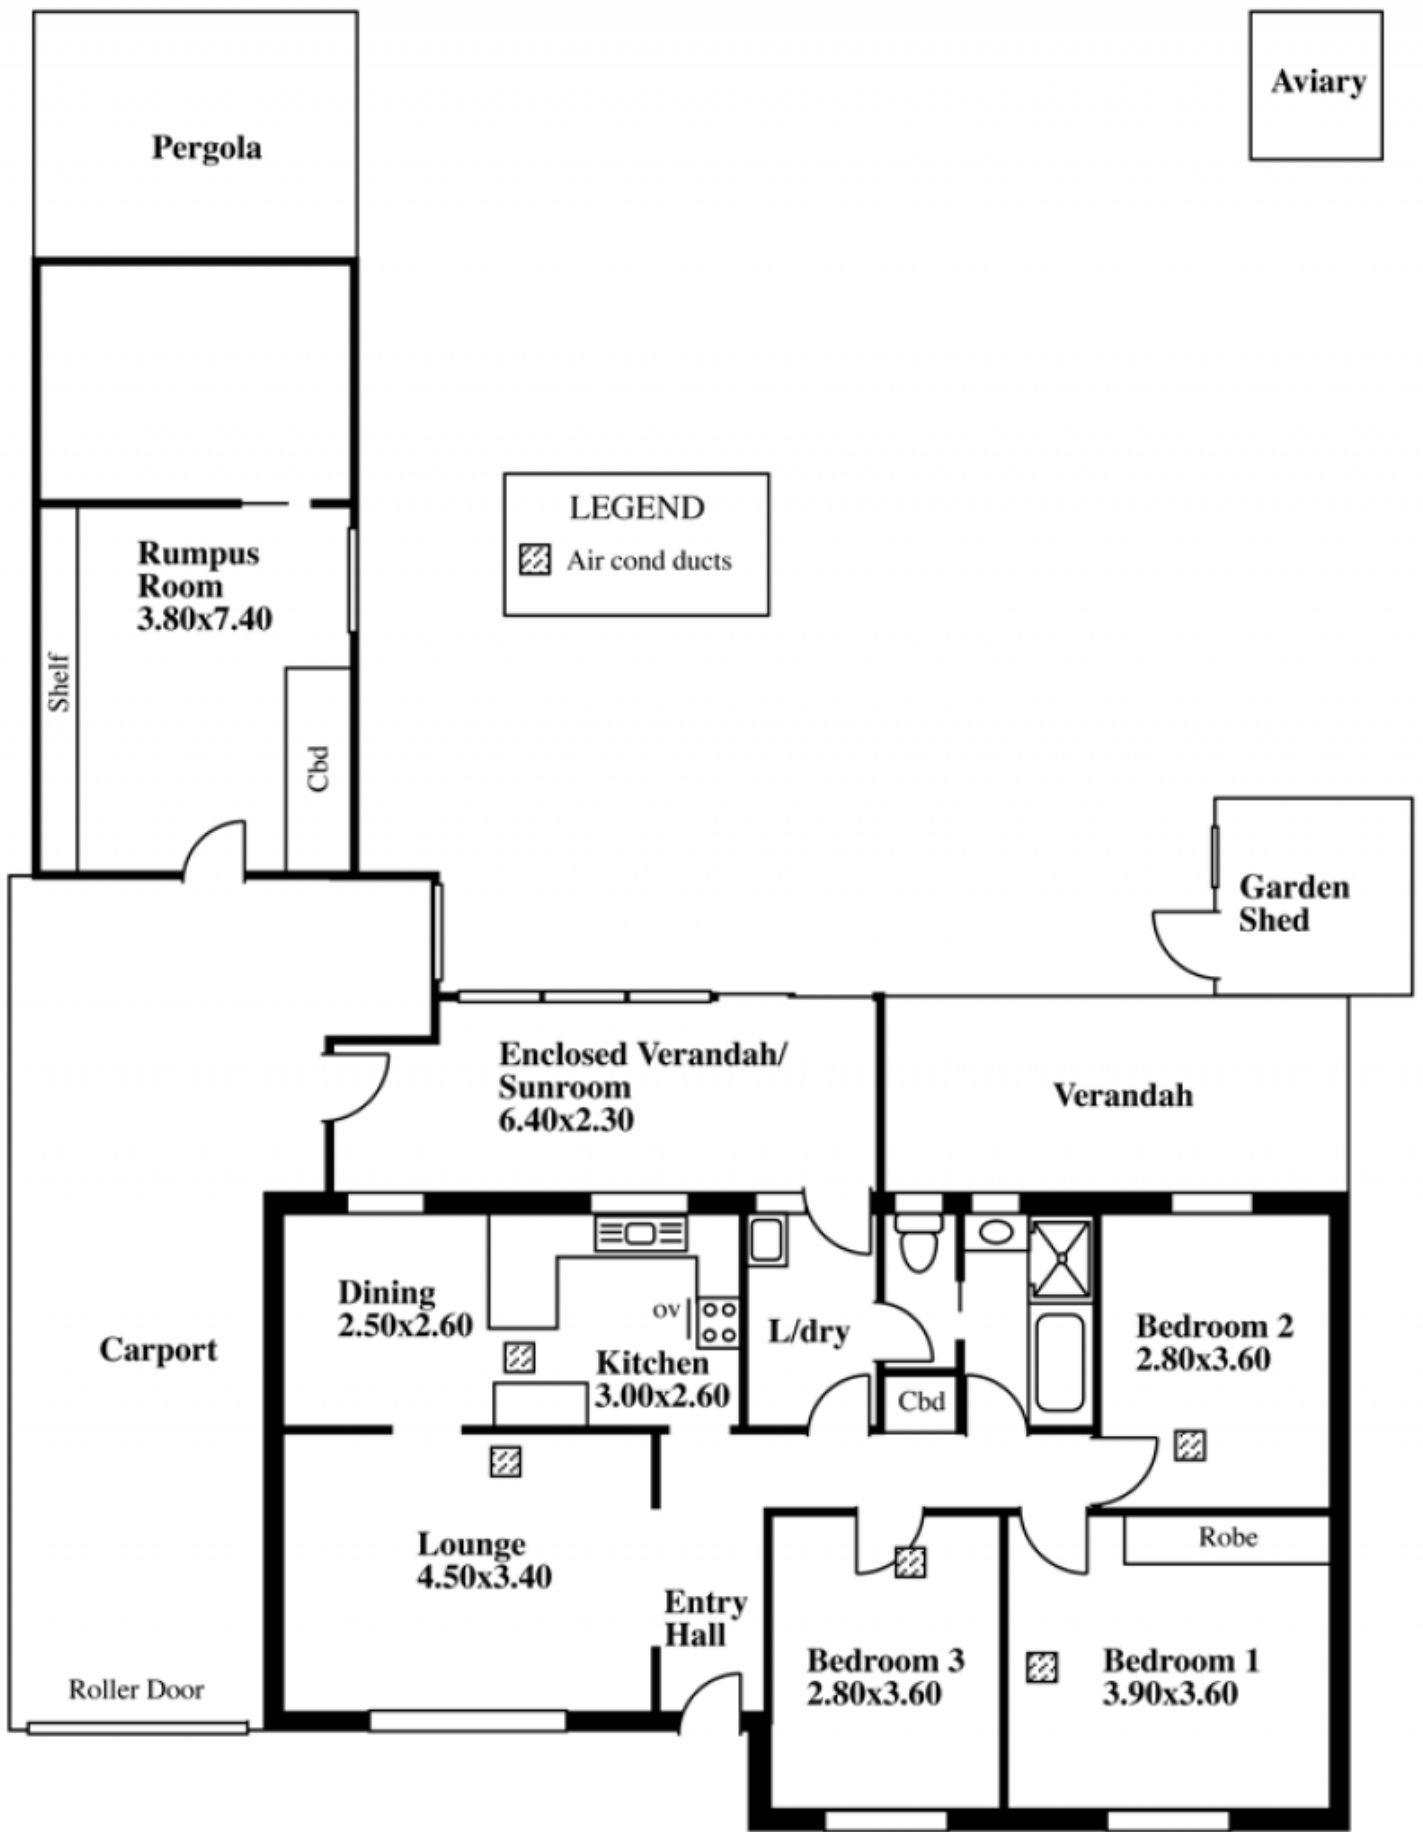 Aviary
Pergola
LEGEND
Air cond ducts
Rumpus
Room
3.80x7.40
Shelf
Cbd
Garden
Shed
Enclosed Verandah/
Sunroom
6.40x2.30
Verandah
Dining
2.50x2.60
ov
Kitchen
3.00x2.60
L/dry
Cbd
Bedroom 2
2.80x3.60
Carport
Lounge
4.50x3.40
Robe
Entry
Hall
Bedroom 3
2.80x3.60
Bedroom 1
3.90x3.60
Roller Door